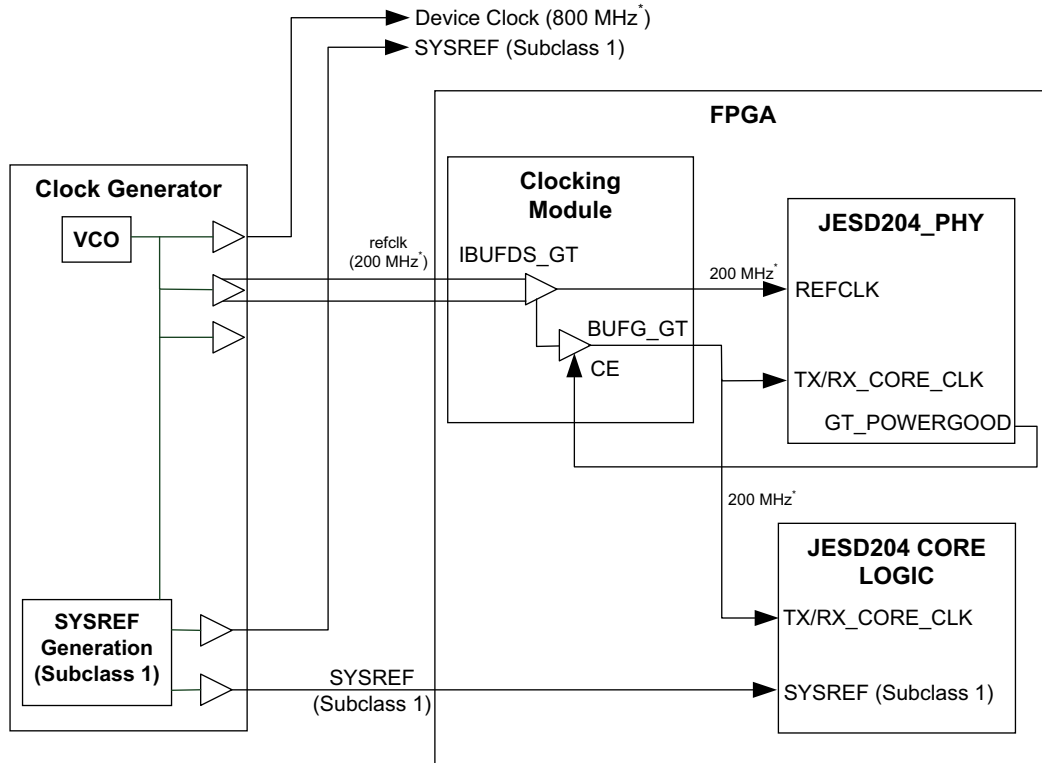 Device Clock (800 MHz*)
SYSREF (Subclass 1)
FPGA
Clock Generator
VCO
refclk
(200 MHz*)
Clocking
Module
IBUFDS_GT
BUFG_GT
CE
200 MHz*
JESD204_PHY
REFCLK
TX/RX_CORE_CLK
GT_POWERGOOD
200 MHz*
JESD204 CORE
LOGIC
TX/RX_CORE_CLK
SYSREF (Subclass 1)
SYSREF
Generation
(Subclass 1)
SYSREF
(Subclass 1)